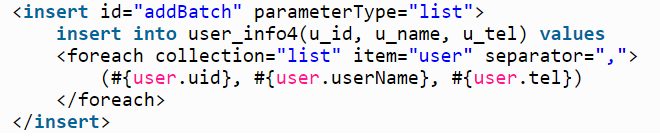 <insert id="addBatch" parameterType="list">
insert into user_info4(u_id, u_name, u_tel) values
<foreach collection="list" item="user" separator=",">
(#{user.uid}, #{user.userName}, #{user.tel})
</foreach>
</insert>